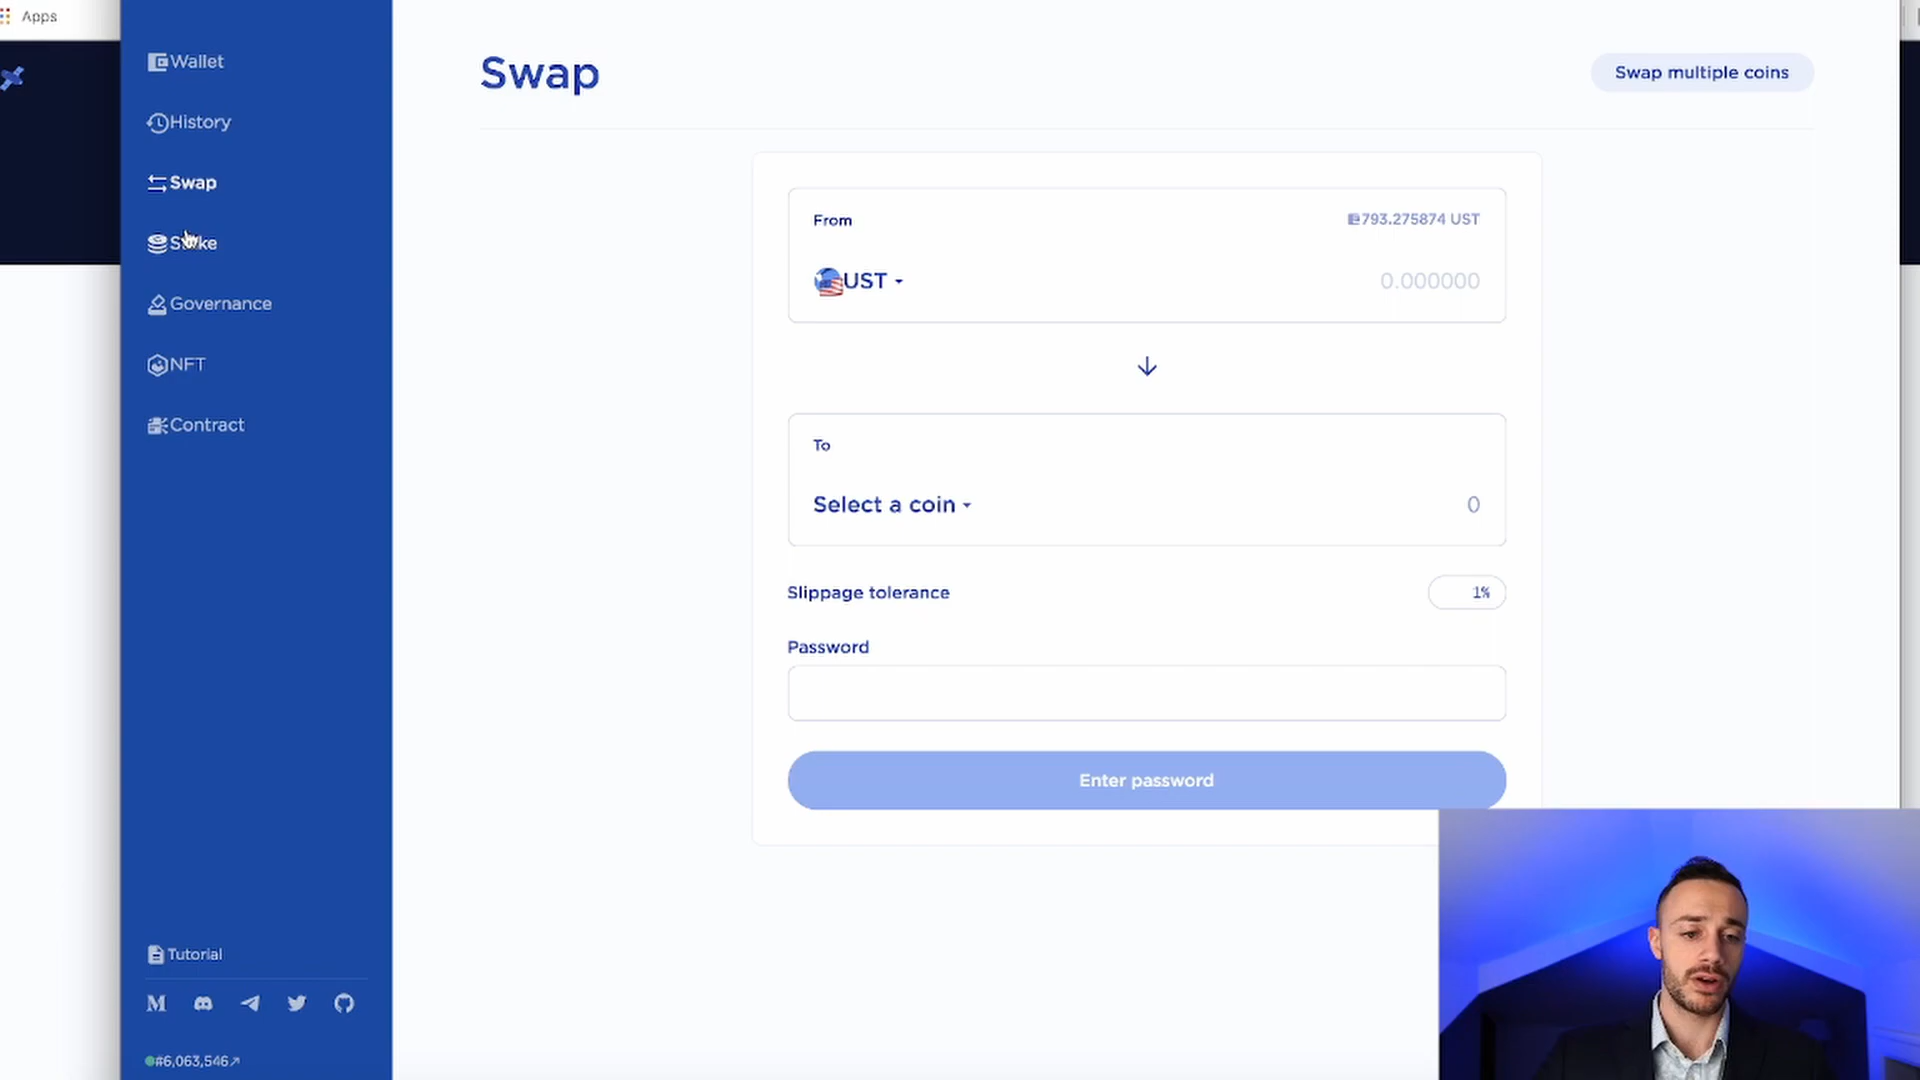 Apps
Wallet
History
Swap
Stake
Governance
NFT
Contract
Tutorial
#6,063,546
Swap
Swap multiple coins
From
793.275874 UST
UST
0.000000
To
Select a coin
0
Slippage tolerance
1%
Password
Enter password